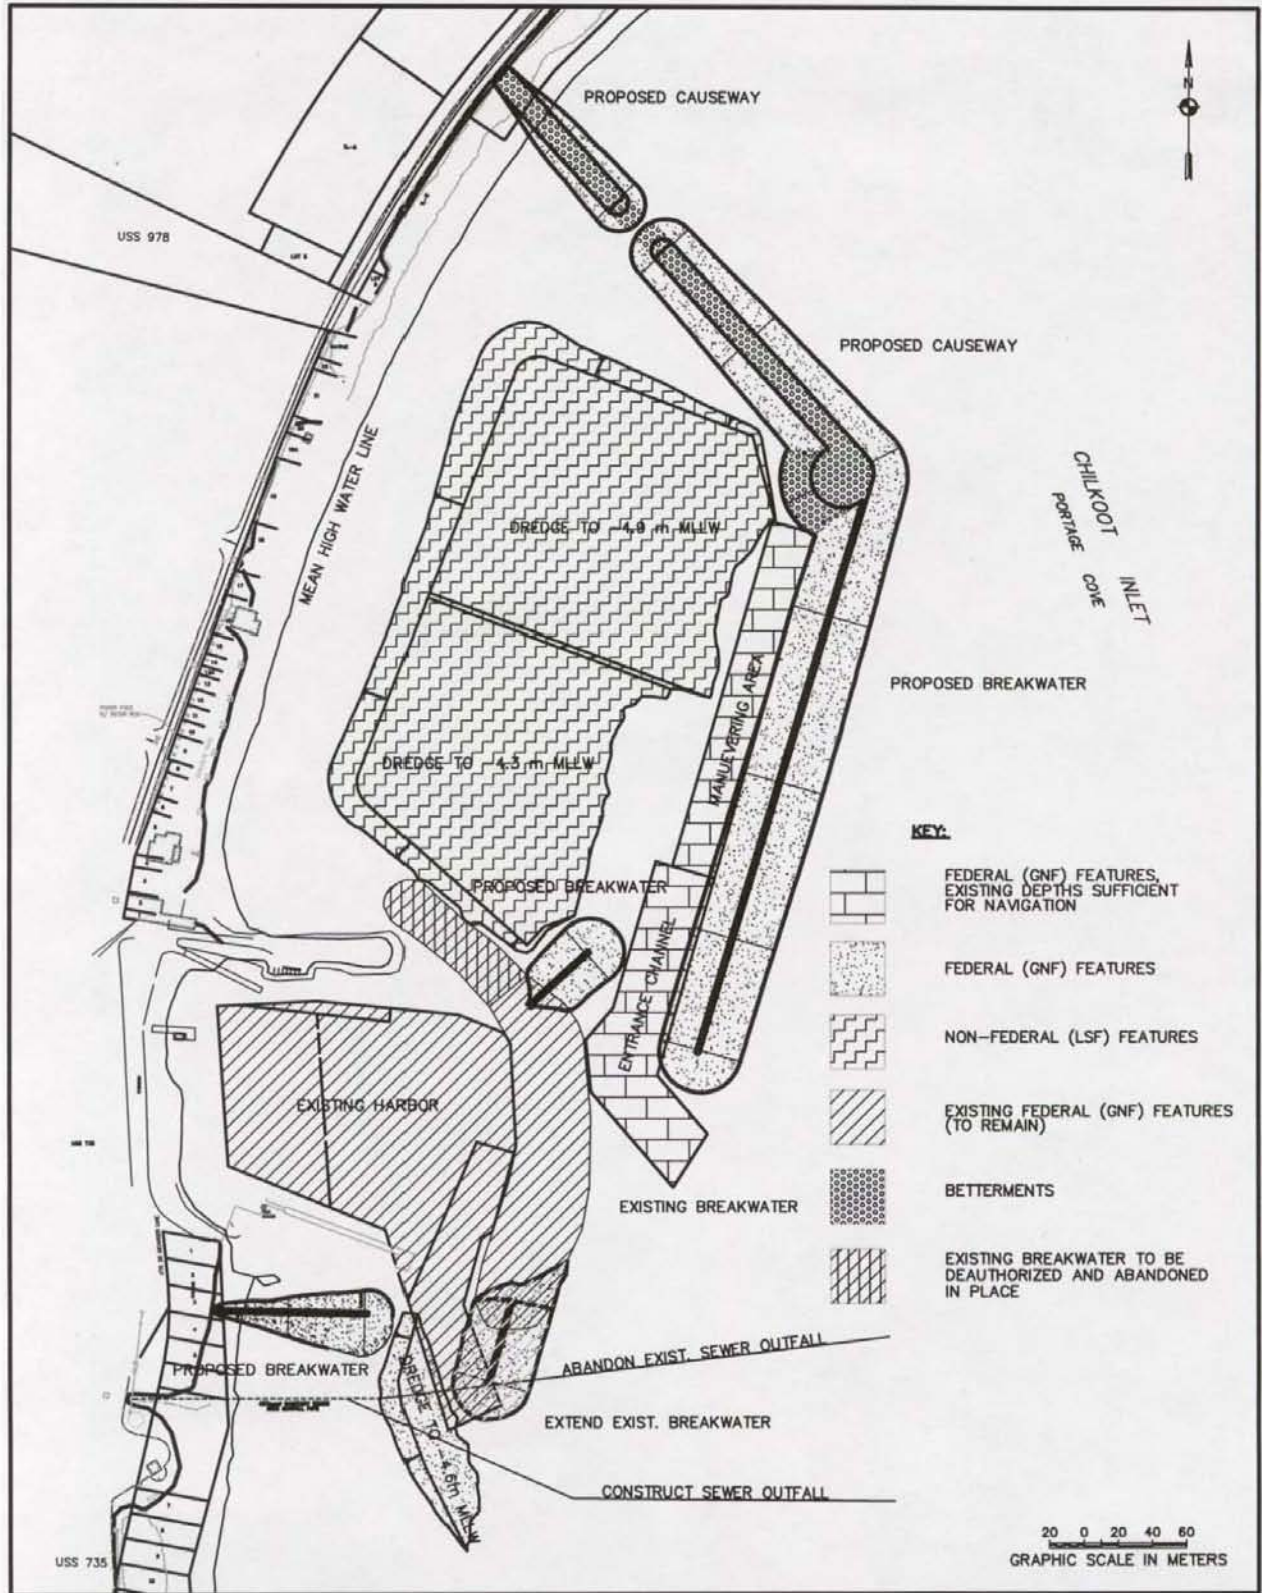 PROPOSED CAUSEWAY
N
USS 978
LOT 5
PROPOSED CAUSEWAY
MEAN HIGH WATER LINE
CHILKOOT INLET
PORTAGE COVE
DREDGE TO -4.9 m MLLW
PROPOSED BREAKWATER
MANUEVERING AREA
DREDGE TO -4.3 m MLLW
KEY:
PROPOSED BREAKWATER
FEDERAL (GNF) FEATURES,
EXISTING DEPTHS SUFFICIENT
FOR NAVIGATION
ENTRANCE CHANNEL
FEDERAL (GNF) FEATURES
NON-FEDERAL (LSF) FEATURES
EXISTING HARBOR
EXISTING FEDERAL (GNF) FEATURES
(TO REMAIN)
BETTERMENTS
EXISTING BREAKWATER
EXISTING BREAKWATER TO BE
DEAUTHORIZED AND ABANDONED
IN PLACE
ABANDON EXIST. SEWER OUTFALL
PROPOSED BREAKWATER
DREDGE TO -4.6m MLLW
EXTEND EXIST. BREAKWATER
CONSTRUCT SEWER OUTFALL
USS 735
20 0 20 40 60
GRAPHIC SCALE IN METERS